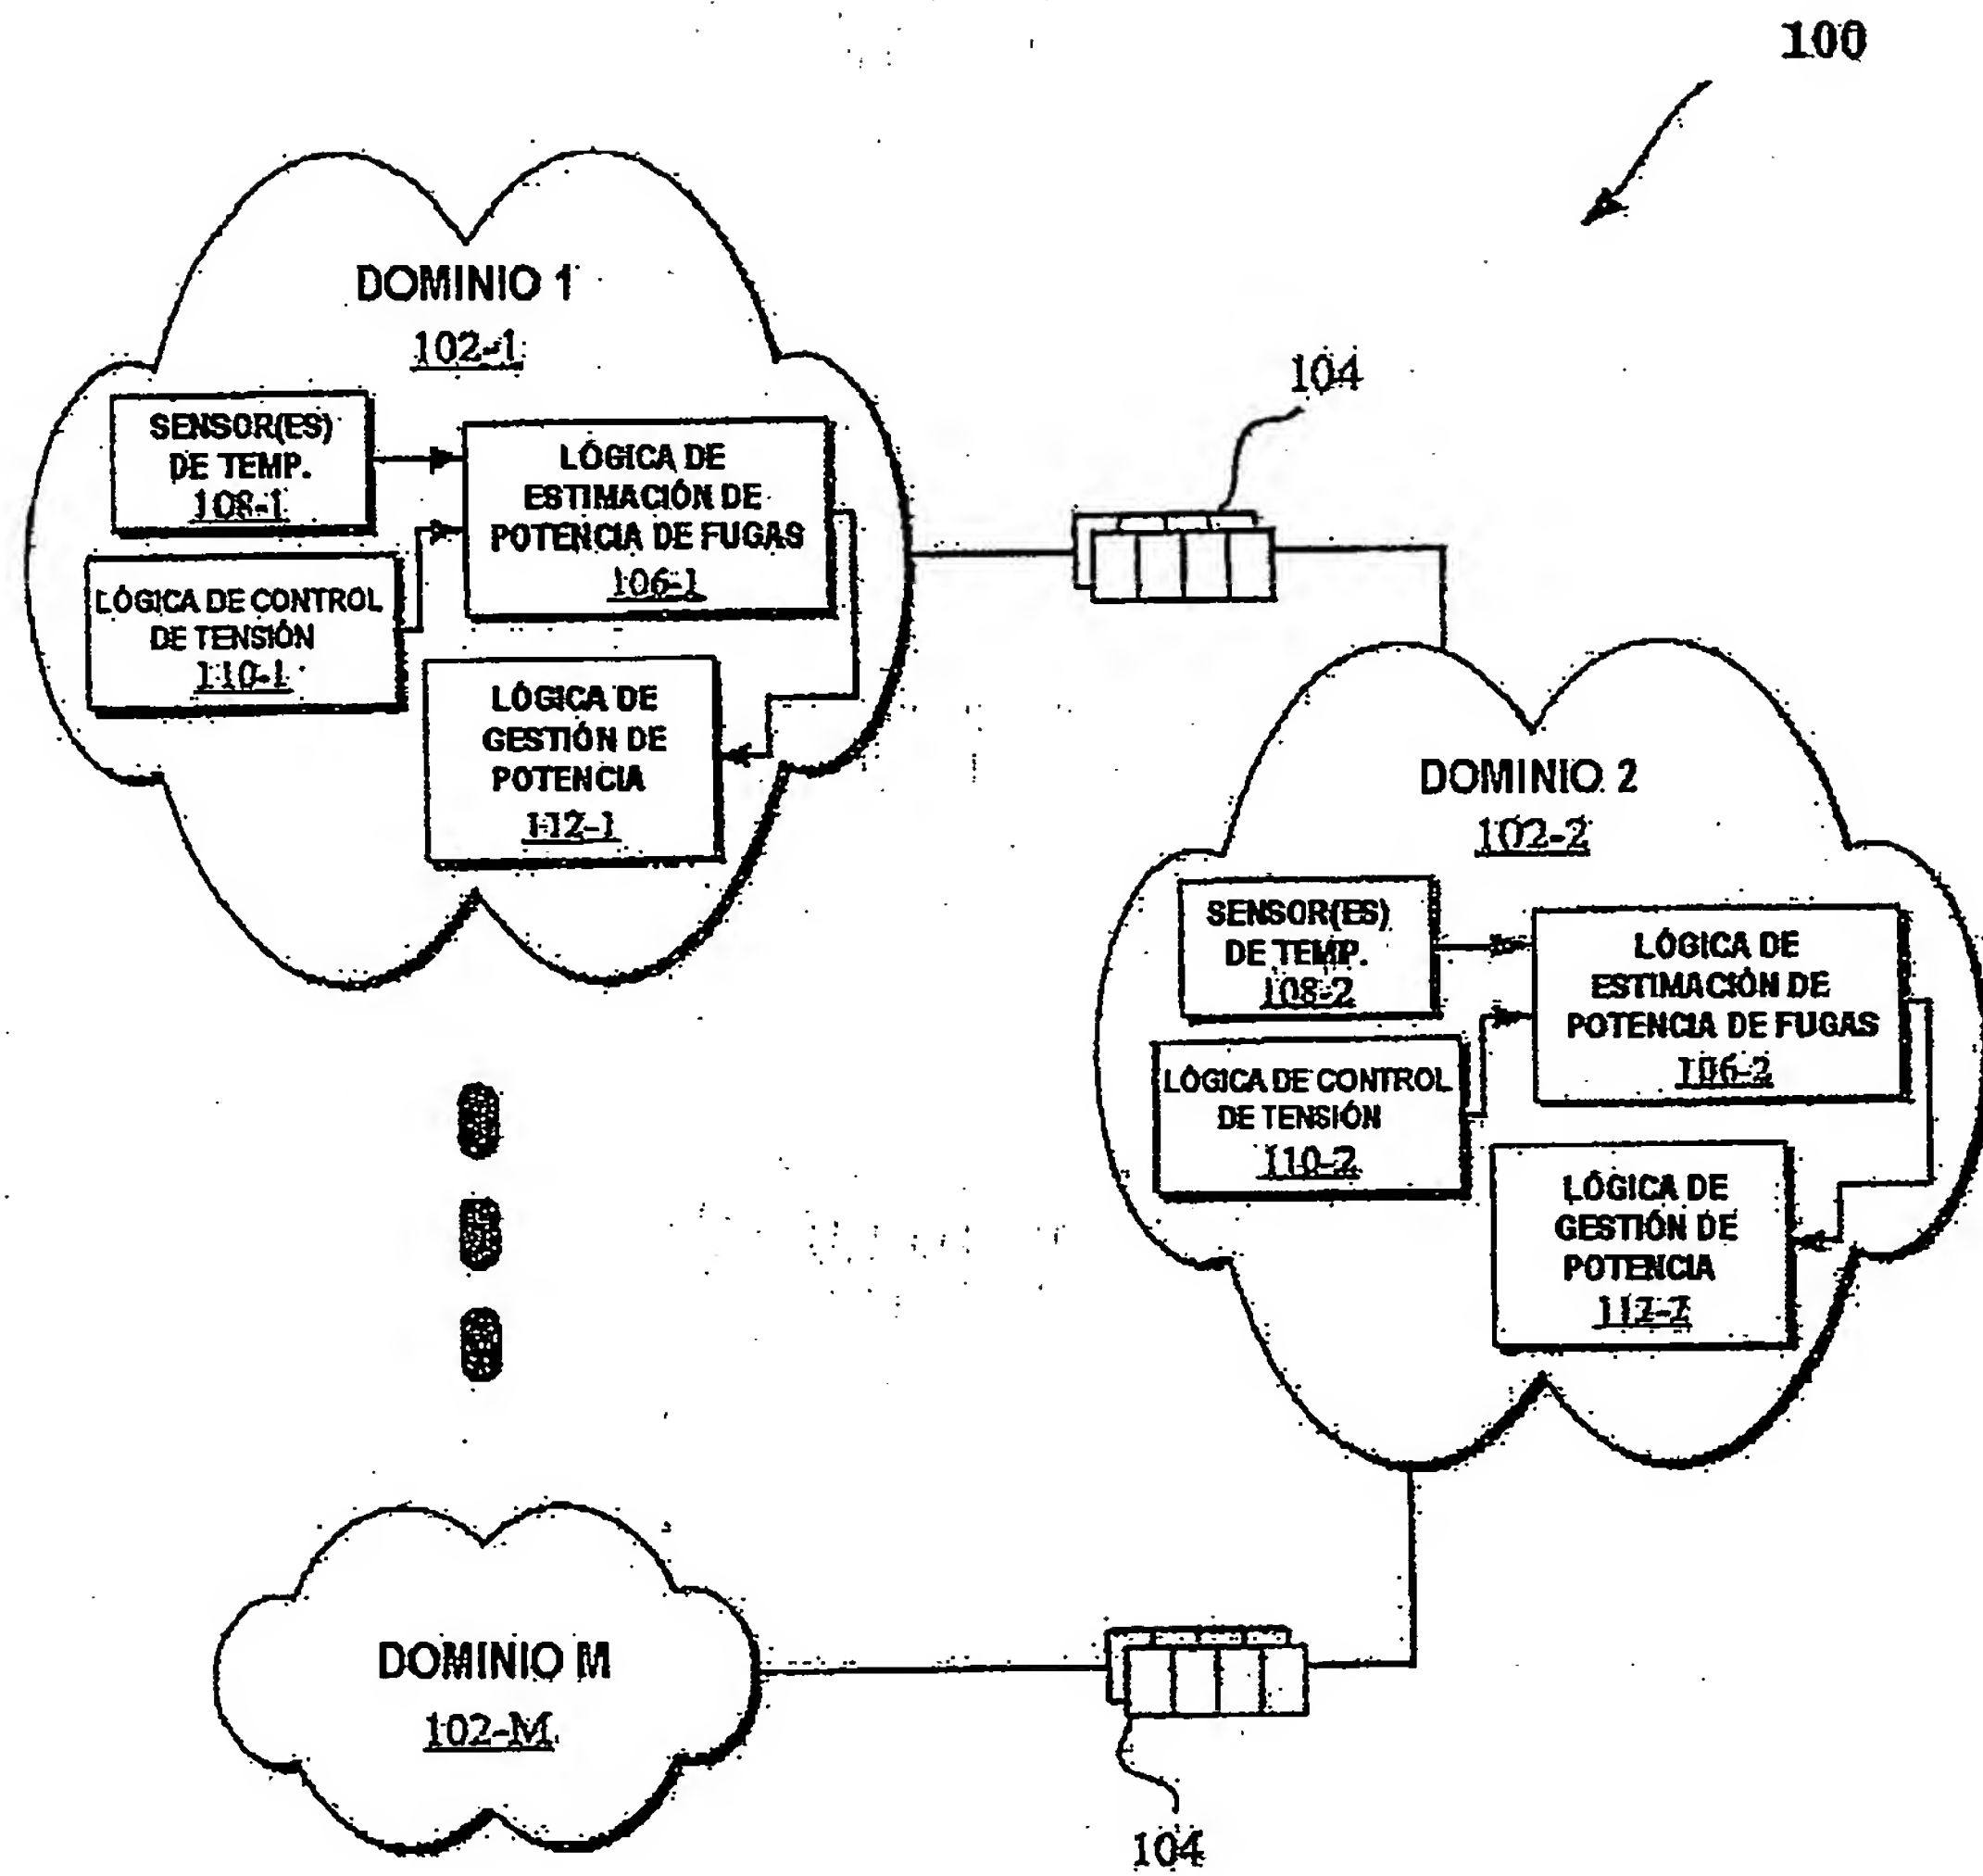 100
DOMINIO 1
102-1
SENSOR(ES)
DE TEMP.
108-1
LÓGICA DE
ESTIMACIÓN DE
POTENCIA DE FUGAS
106-1
LÓGICA DE CONTROL
DE TENSIÓN
110-1
LÓGICA DE
GESTIÓN DE
POTENCIA
112-1
104
DOMINIO 2
102-2
SENSOR(ES)
DE TEMP.
108-2
LÓGICA DE
ESTIMACIÓN DE
POTENCIA DE FUGAS
106-2
LÓGICA DE CONTROL
DE TENSIÓN
110-2
LÓGICA DE
GESTIÓN DE
POTENCIA
112-2
DOMINIO M
102-M
104